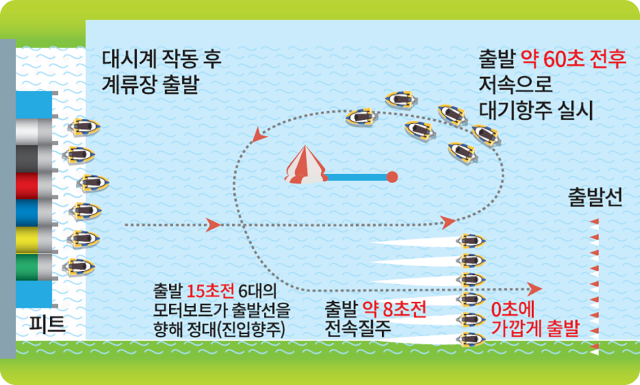 대시계 작동 후
계류장 출발
출발 약 60초 전후
저속으로
대기항주 실시
출발선
출발 15초전 6대의
모터보트가 출발선을
향해 정대(진입항주)
출발 약 8초전
전속질주
0초에
가깝게 출발
피트